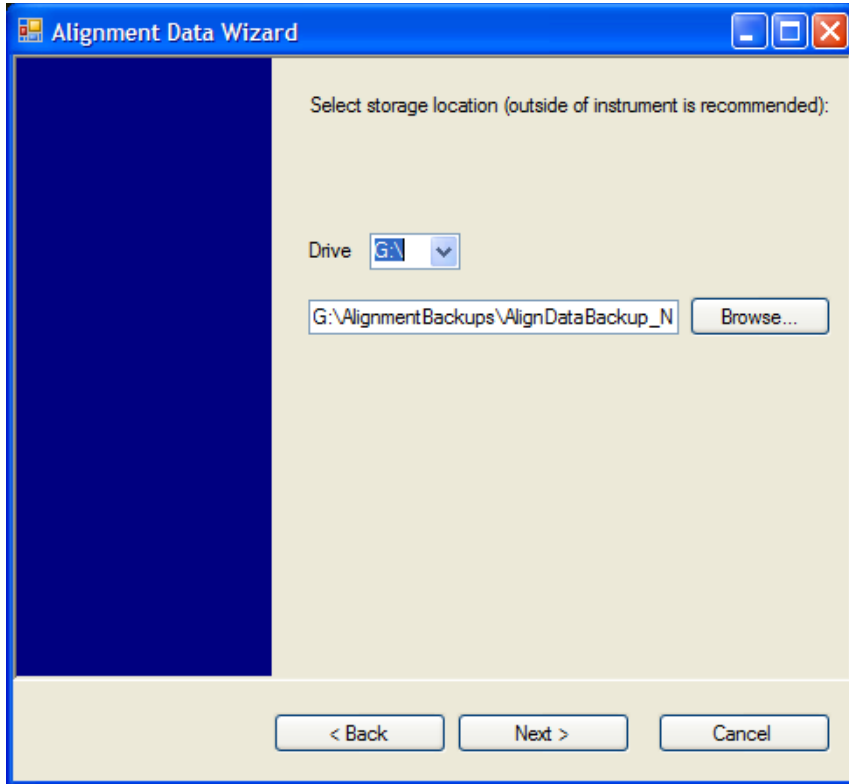 Alignment Data Wizard
Select storage location (outside of instrument is recommended):
Drive G:\
G:\AlignmentBackups\AlignDataBackup_N Browse...
< Back Next > Cancel